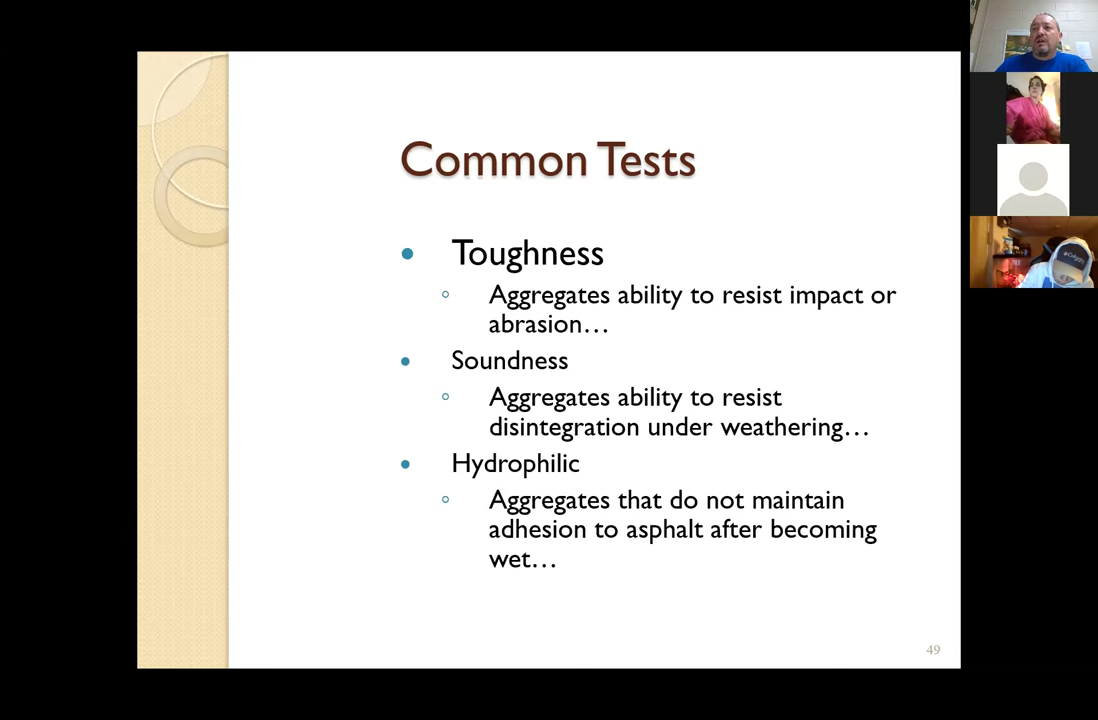 Common Tests
• Toughness
◦ Aggregates ability to resist impact or
abrasion…
• Soundness
◦ Aggregates ability to resist
disintegration under weathering…
• Hydrophilic
◦ Aggregates that do not maintain
adhesion to asphalt after becoming
wet…
49